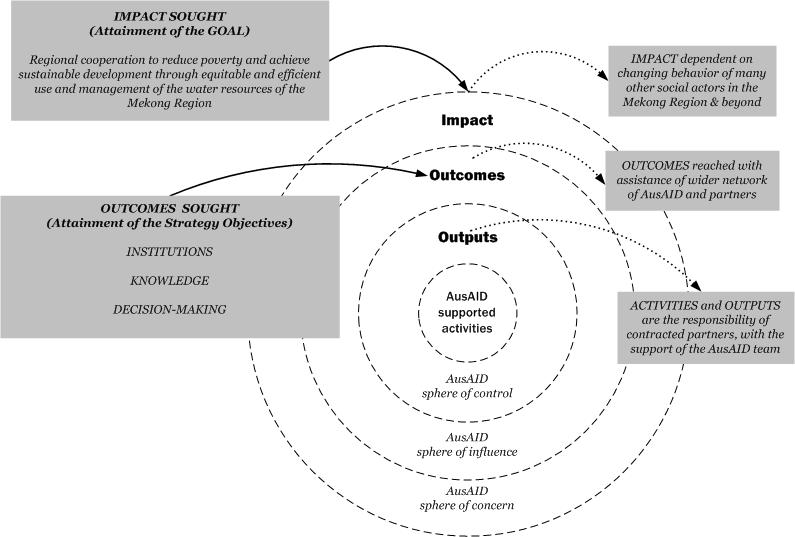 IMPACT SOUGHT
(Attainment of the GOAL)
Regional cooperation to reduce poverty and achieve
sustainable development through equitable and efficient
use and management of the water resources of the
Mekong Region
IMPACT dependent on
changing behavior of many
other social actors in the
Mekong Region & beyond
Impact
Outcomes
OUTCOMES reached with
assistance of wider network
of AusAID and partners
OUTCOMES SOUGHT
(Attainment of the Strategy Objectives)
INSTITUTIONS
KNOWLEDGE
DECISION-MAKING
Outputs
AusAID
supported
activities
ACTIVITIES and OUTPUTS
are the responsibility of
contracted partners, with the
support of the AusAID team
AusAID
sphere of control
AusAID
sphere of influence
AusAID
sphere of concern